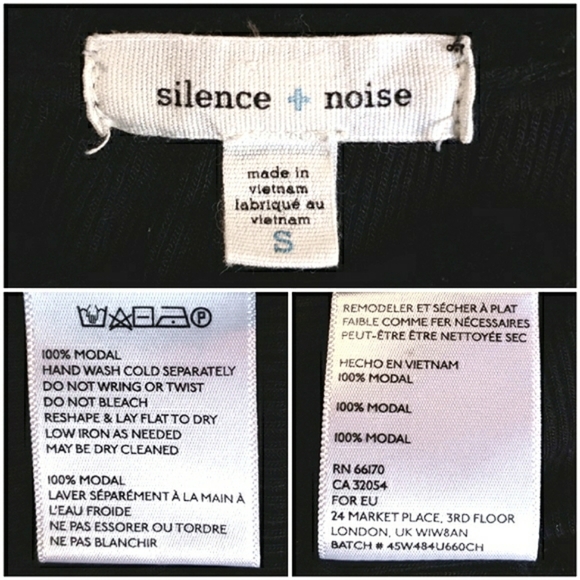 silence + noise
made in
vietnam
fabriqué au
vietnam
S
100% MODAL
HAND WASH COLD SEPARATELY
DO NOT WRING OR TWIST
DO NOT BLEACH
RESHAPE & LAY FLAT TO DRY
LOW IRON AS NEEDED
MAY BE DRY CLEANED
100% MODAL
LAVER SÉPARÉMENT À LA MAIN À
L'EAU FROIDE
NE PAS ESSORER OU TORDRE
NE PAS BLANCHIR
REMODELER ET SÉCHER À PLAT
FAIBLE COMME FER NÉCESSAIRES
PEUT-ÊTRE ÊTRE NETTOYÉE SEC
HECHO EN VIETNAM
100% MODAL
100% MODAL
100% MODAL
RN 66170
CA 32054
FOR EU
24 MARKET PLACE, 3RD FLOOR
LONDON, UK W1W8AN
BATCH # 45W484U660CH